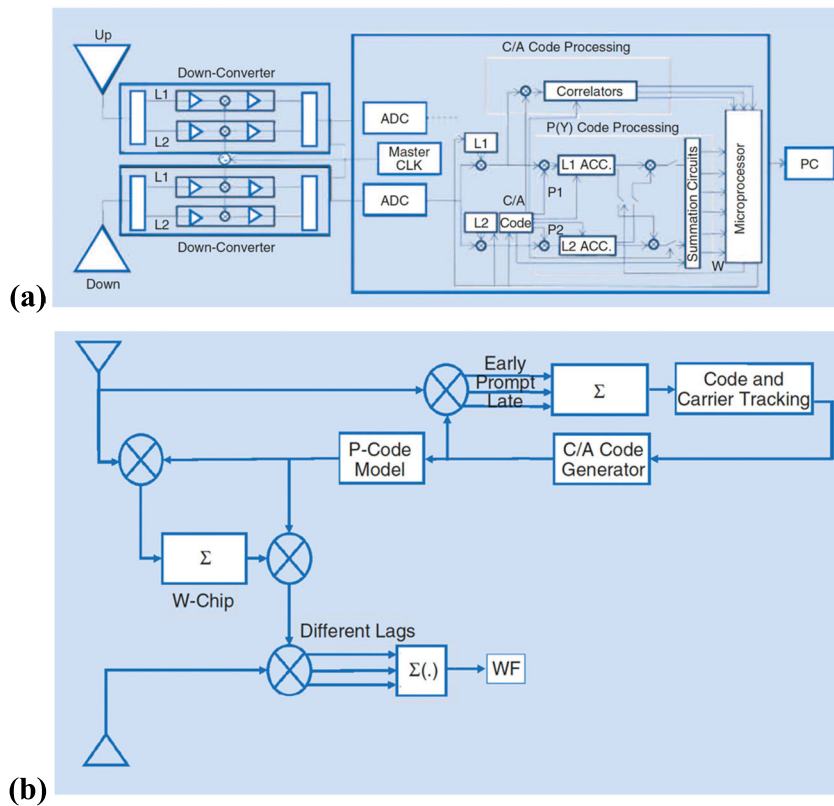 Up
Down-Converter
L1
L2
L1
L2
Down-Converter
Down
ADC
Master
CLK
ADC
C/A Code Processing
Correlators
P(Y) Code Processing
L1
L1 ACC.
P1
C/A
L2
Code
P2
L2 ACC.
Summation Circuits
W
Microprocessor
PC
(a)
Early
Prompt
Late
Σ
Code and
Carrier Tracking
P-Code
Model
C/A Code
Generator
Σ
W-Chip
Different Lags
Σ(.)
WF
(b)